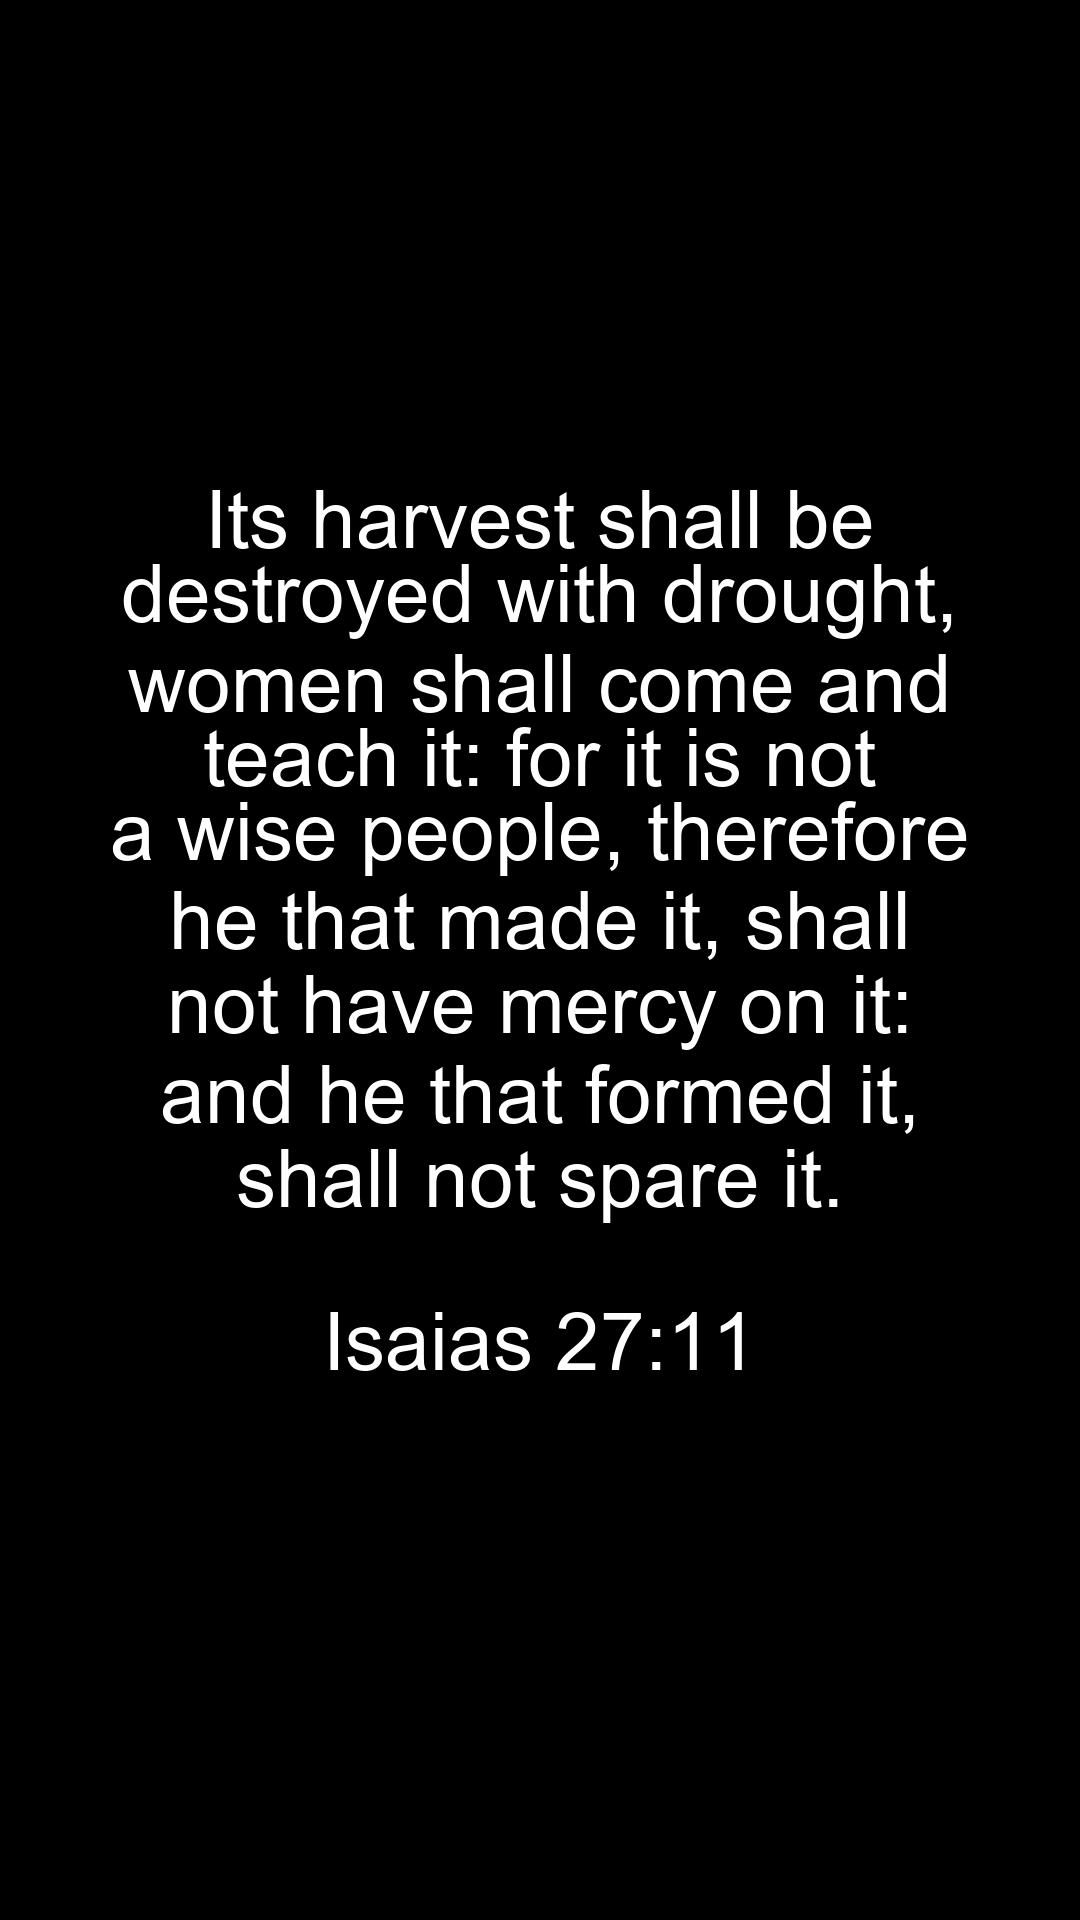 Its harvest shall be
destroyed with drought,
women shall come and
teach it: for it is not
a wise people, therefore
he that made it, shall
not have mercy on it:
and he that formed it,
shall not spare it.
Isaias 27:11